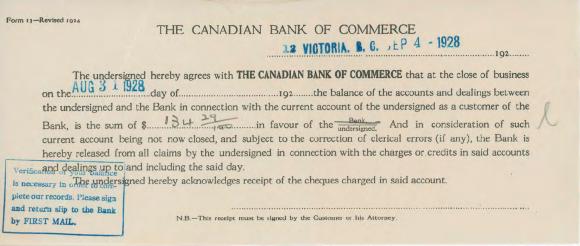 Form 13—Revised 1924
THE CANADIAN BANK OF COMMERCE
12 VICTORIA, B. C. SEP 4 - 1928
192
The undersigned hereby agrees with THE CANADIAN BANK OF COMMERCE that at the close of business
on the AUG 31 1928 day of 192 the balance of the accounts and dealings between
the undersigned and the Bank in connection with the current account of the undersigned as a customer of the
Bank, is the sum of $ 134 29/100 in favour of the Bank/undersigned. And in consideration of such
current account being not now closed, and subject to the correction of clerical errors (if any), the Bank is
hereby released from all claims by the undersigned in connection with the charges or credits in said accounts
and dealings up to and including the said day.
The undersigned hereby acknowledges receipt of the cheques charged in said account.
Verification of your balance
is necessary in order to com-
plete our records. Please sign
and return slip to the Bank
by FIRST MAIL.
N.B.—This receipt must be signed by the Customer or his Attorney.